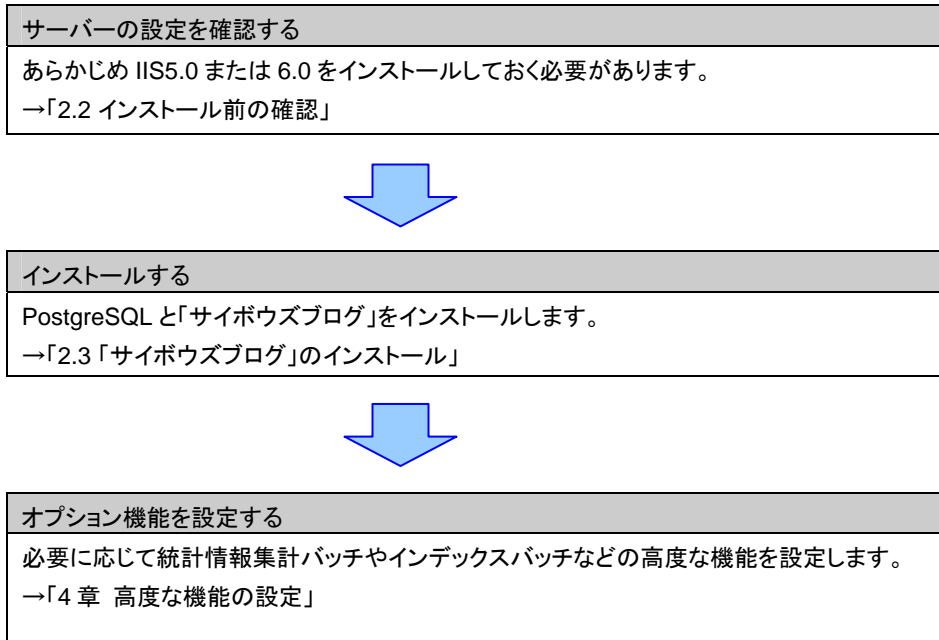 サーバーの設定を確認する
あらかじめ IIS5.0 または 6.0 をインストールしておく必要があります。
→「2.2 インストール前の確認」
インストールする
PostgreSQL と「サイボウズブログ」をインストールします。
→「2.3 「サイボウズブログ」のインストール」
オプション機能を設定する
必要に応じて統計情報集計バッチやインデックスバッチなどの高度な機能を設定します。
→「4 章 高度な機能の設定」